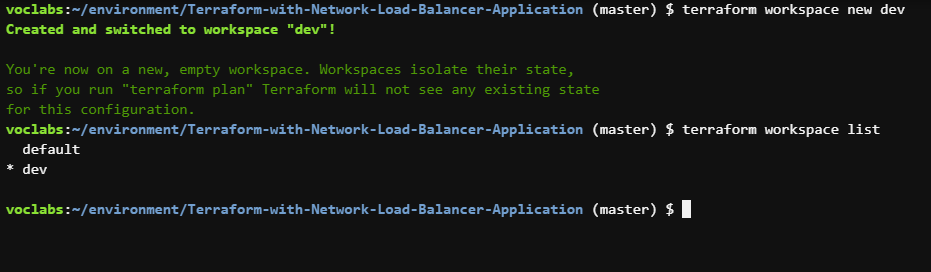 voclabs:~/environment/Terraform-with-Network-Load-Balancer-Application (master) $ terraform workspace new dev
Created and switched to workspace "dev"!
You're now on a new, empty workspace. Workspaces isolate their state,
so if you run "terraform plan" Terraform will not see any existing state
for this configuration.
voclabs:~/environment/Terraform-with-Network-Load-Balancer-Application (master) $ terraform workspace list
  default
* dev
voclabs:~/environment/Terraform-with-Network-Load-Balancer-Application (master) $